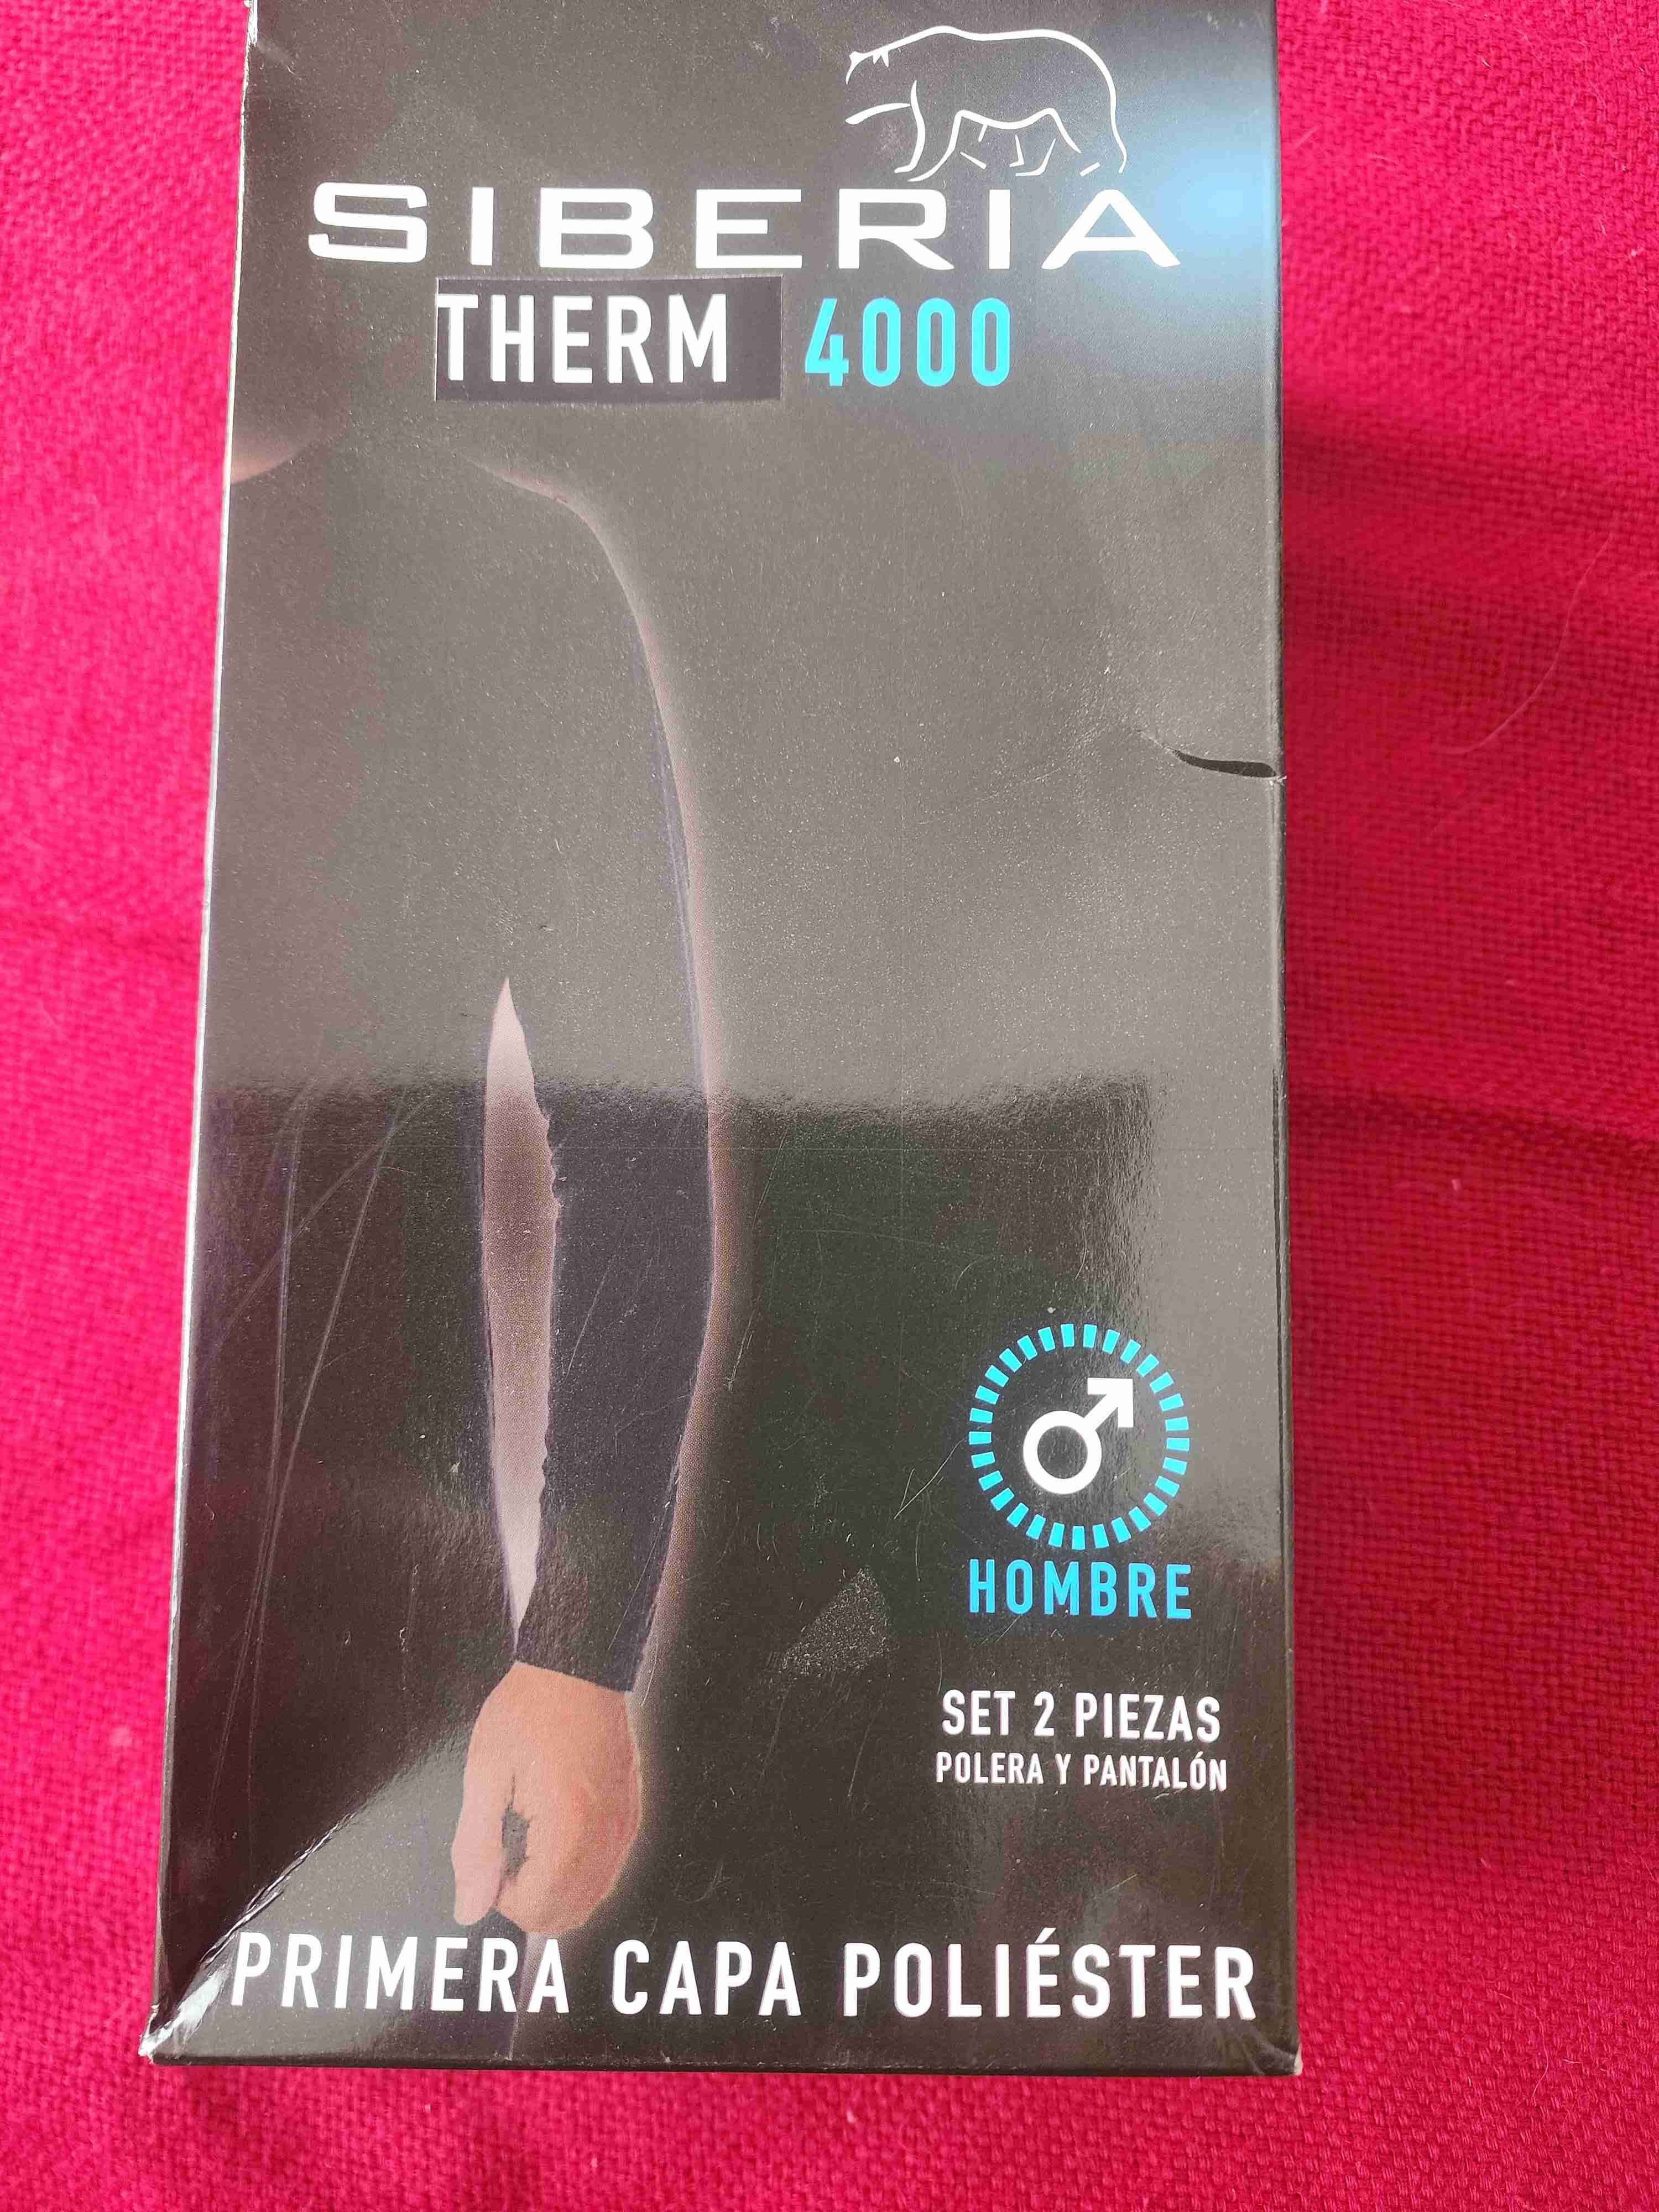 SIBERIA
THERM 4000
HOMBRE
SET 2 PIEZAS
POLERA Y PANTALÓN
PRIMERA CAPA POLIÉSTER